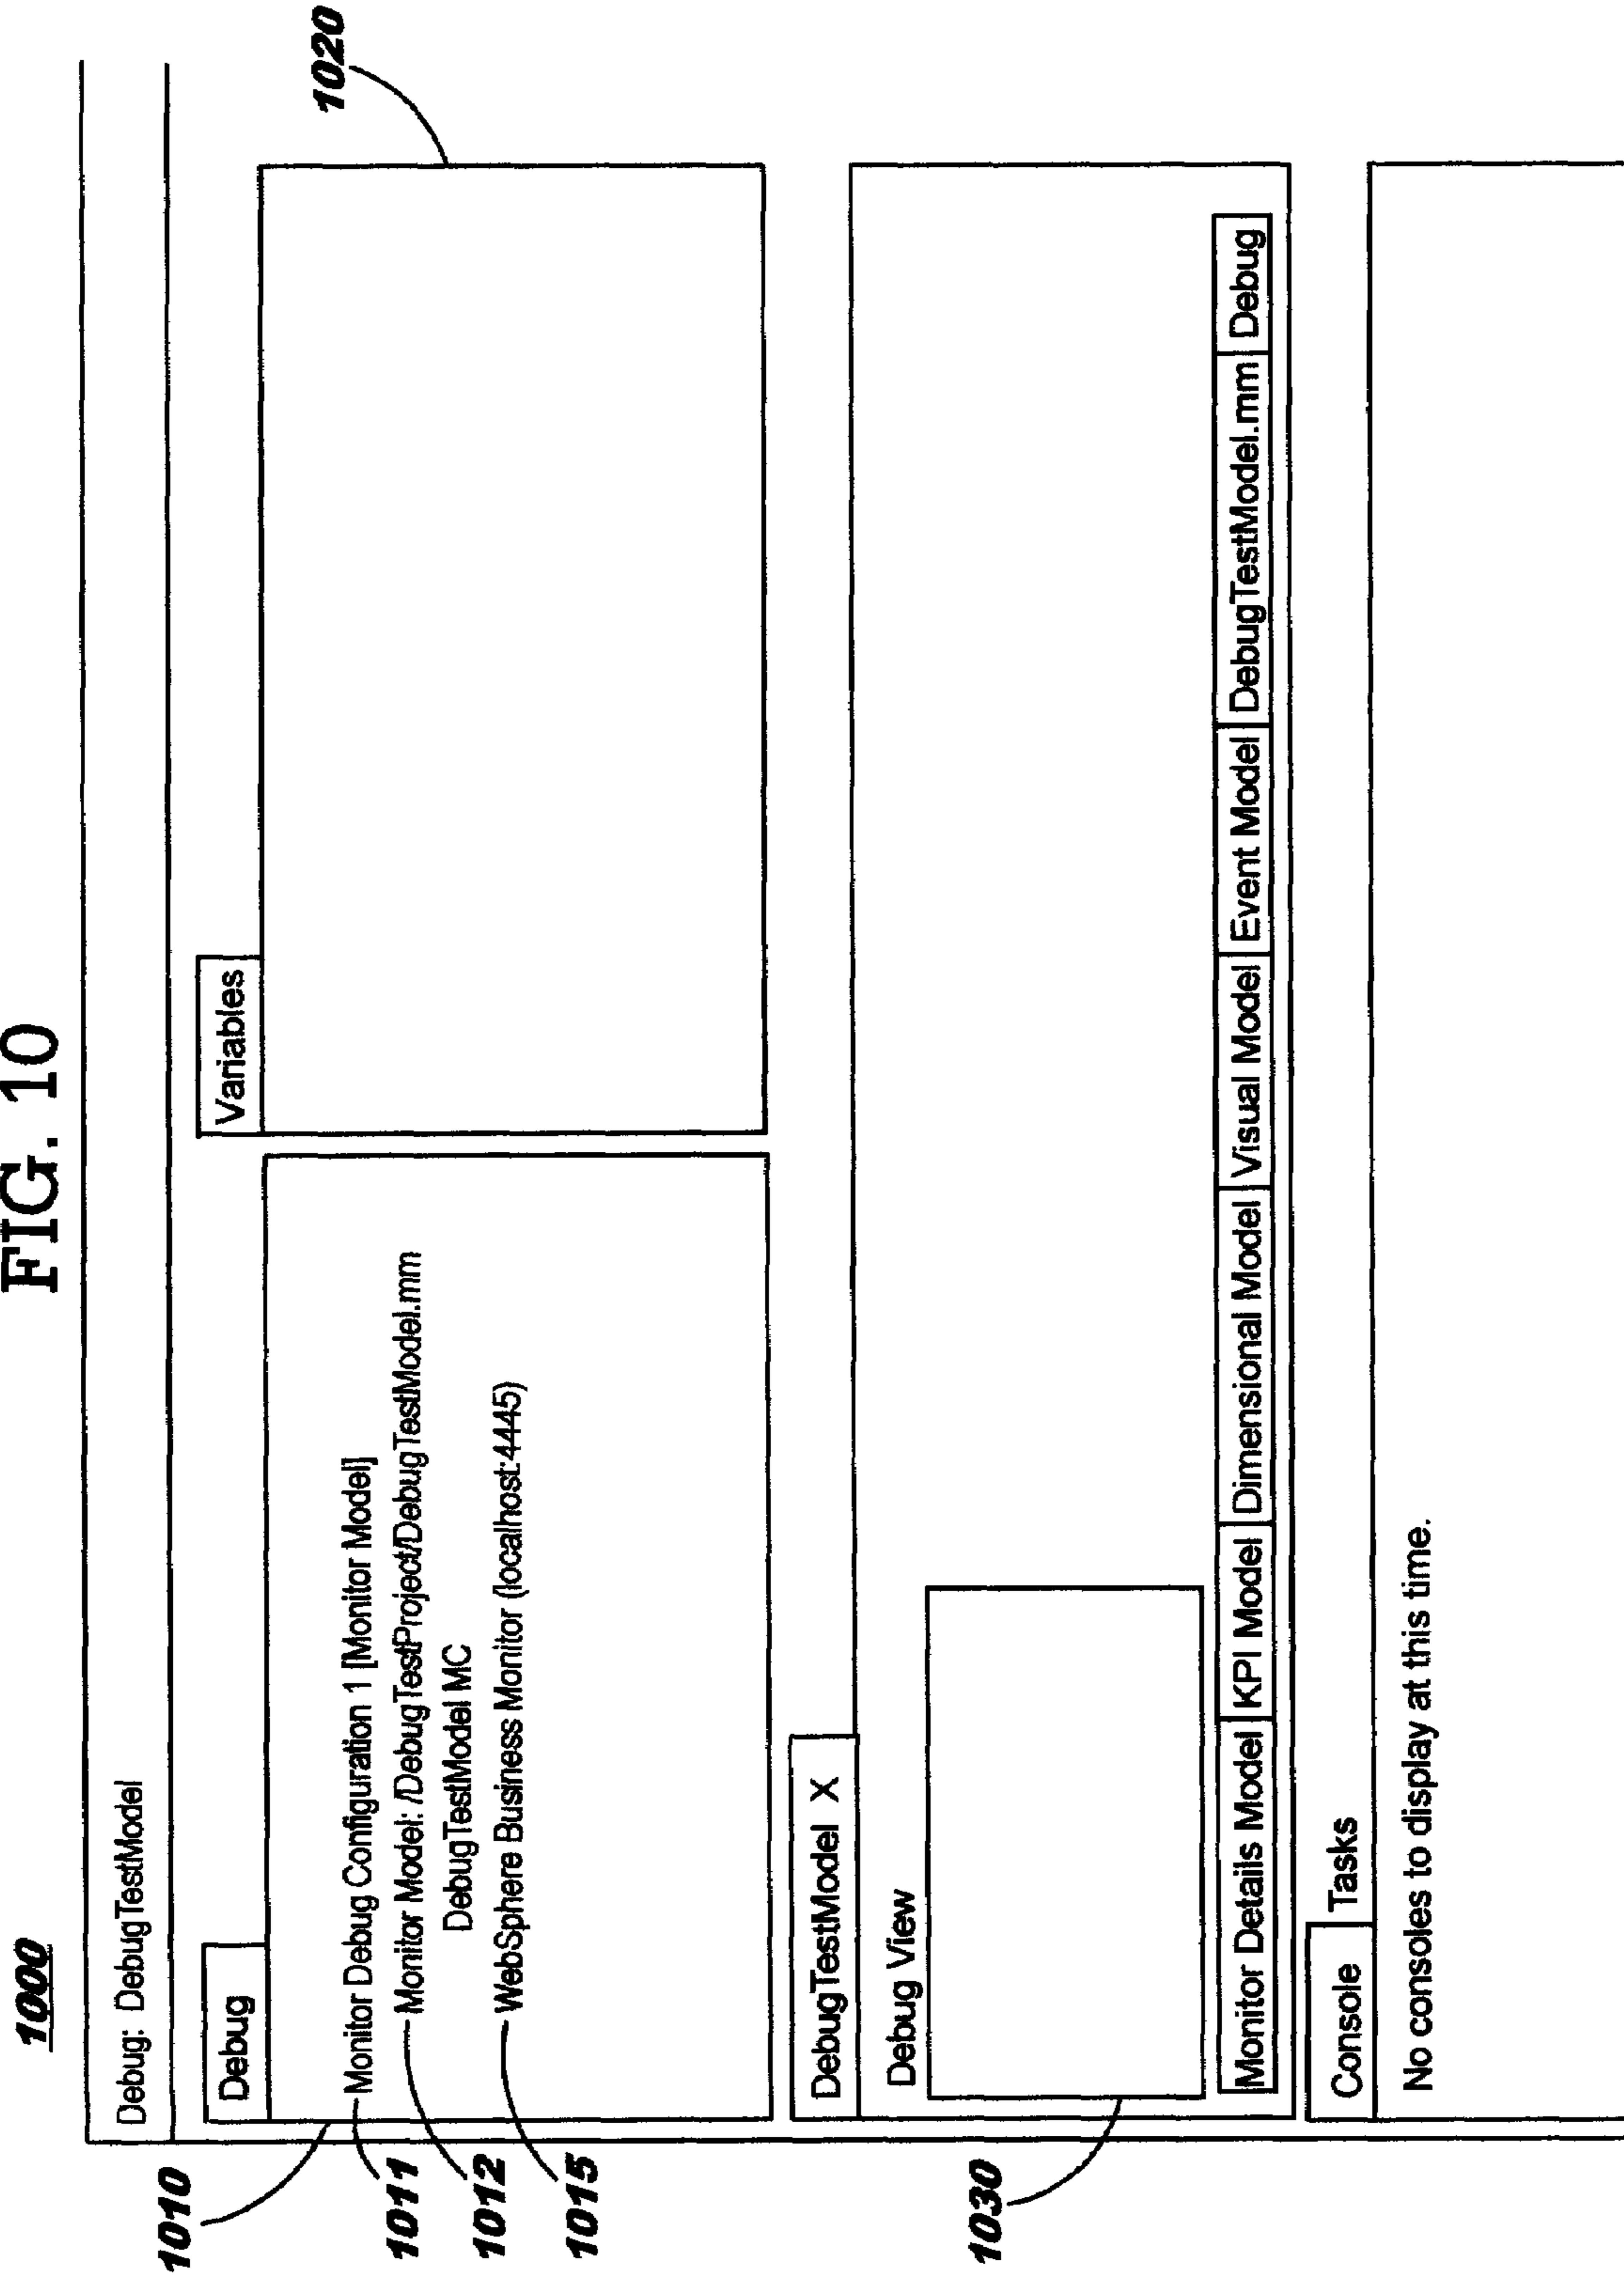 FIG. 10
1000
Debug: DebugTestModel
Debug
Variables
1010
1020
1011
Monitor Debug Configuration 1 [Monitor Model]
1012
Monitor Model: /DebugTestProject/DebugTestModel.mm
DebugTestModel MC
1015
WebSphere Business Monitor (localhost:4445)
DebugTestModel X
Debug View
1030
Monitor Details Model KPI Model Dimensional Model Visual Model Event Model DebugTestModel.mm Debug
Console Tasks
No consoles to display at this time.